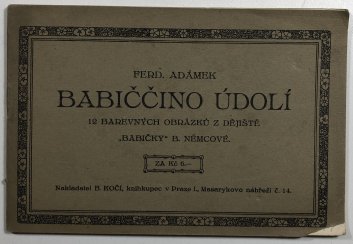 FERD. ADÁMEK
BABIČČINO ÚDOLÍ
12 BAREVNÝCH OBRÁZKŮ Z DĚJIŠTĚ
„BABIČKY“ B. NĚMCOVÉ.
ZA Kč 6.—
Nakladatel B. KOČÍ, knihkupec v Praze I., Masarykovo nábřeží č. 14.